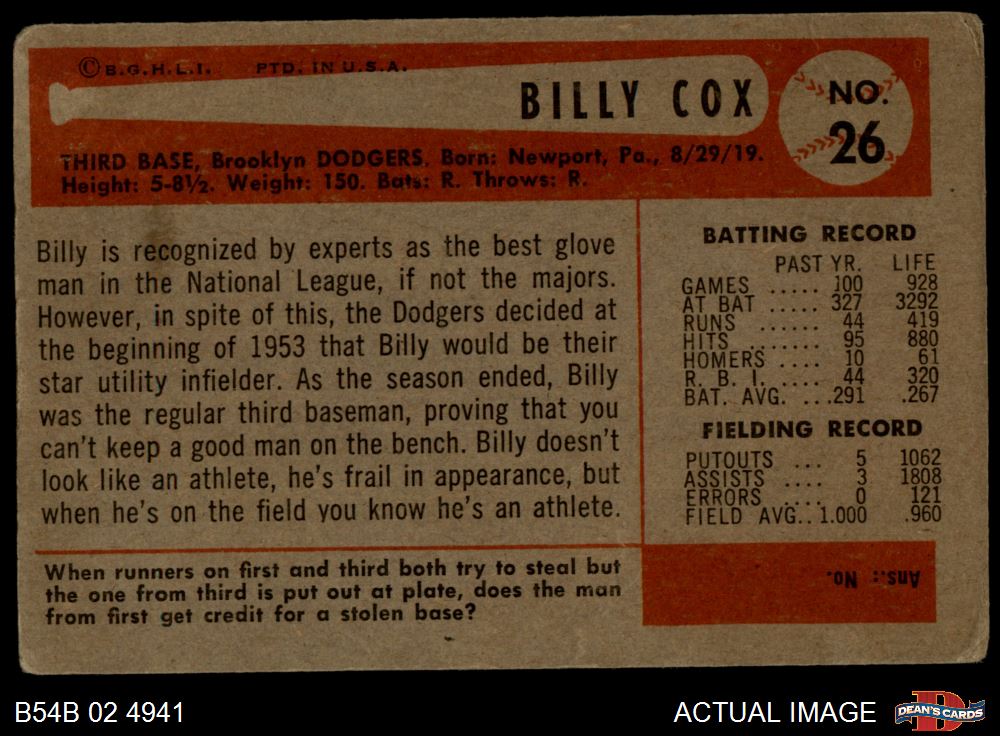 © B.G.H.L.I. PTD. IN U.S.A.
BILLY COX
NO.
26
THIRD BASE, Brooklyn DODGERS. Born: Newport, Pa., 8/29/19.
Height: 5-8½. Weight: 150. Bats: R. Throws: R.
Billy is recognized by experts as the best glove
man in the National League, if not the majors.
However, in spite of this, the Dodgers decided at
the beginning of 1953 that Billy would be their
star utility infielder. As the season ended, Billy
was the regular third baseman, proving that you
can't keep a good man on the bench. Billy doesn't
look like an athlete, he's frail in appearance, but
when he's on the field you know he's an athlete.
BATTING RECORD
PAST YR. LIFE
GAMES ..... 100 928
AT BAT ..... 327 3292
RUNS ...... 44 419
HITS ........ 95 880
HOMERS .... 10 61
R. B. I. .... 44 320
BAT. AVG. ...291 .267
FIELDING RECORD
PUTOUTS ... 5 1062
ASSISTS .... 3 1808
ERRORS .... 0 121
FIELD AVG.. 1.000 .960
When runners on first and third both try to steal but
the one from third is put out at plate, does the man
from first get credit for a stolen base?
Ans.: No.
B54B 02 4941
ACTUAL IMAGE
DEAN'S CARDS